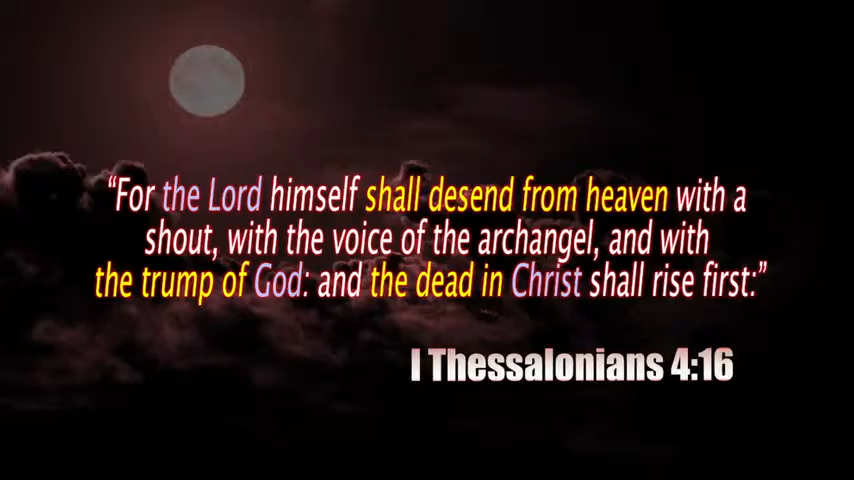 “For the Lord himself shall desend from heaven with a
shout, with the voice of the archangel, and with
the trump of God: and the dead in Christ shall rise first:”
I Thessalonians 4:16